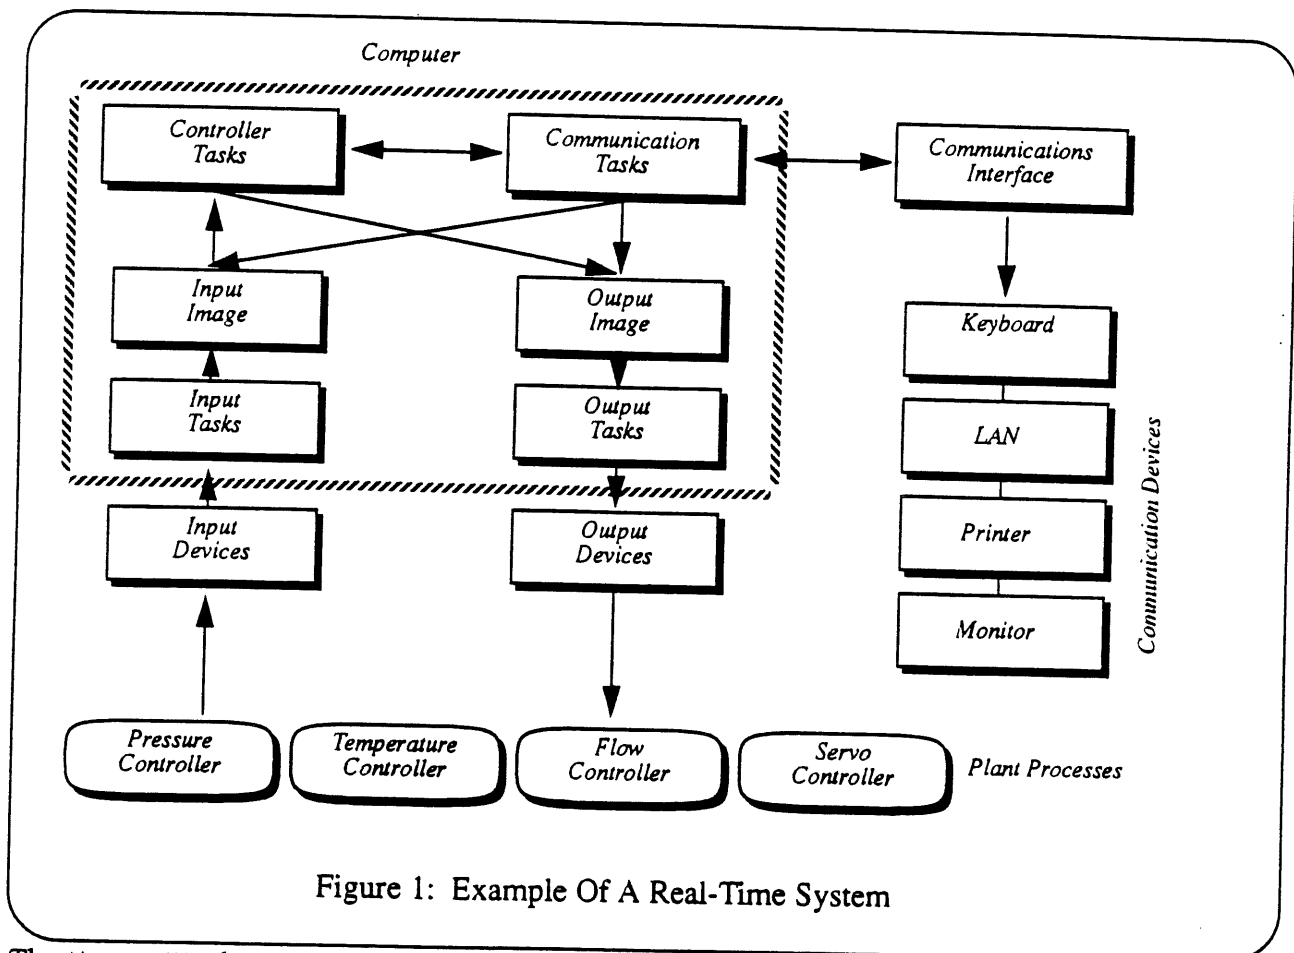 Computer
Controller
Tasks
Communication
Tasks
Communications
Interface
Input
Image
Output
Image
Keyboard
Input
Tasks
Output
Tasks
LAN
Input
Devices
Output
Devices
Printer
Monitor
Communication Devices
Pressure
Controller
Temperature
Controller
Flow
Controller
Servo
Controller
Plant Processes
Figure 1: Example Of A Real-Time System